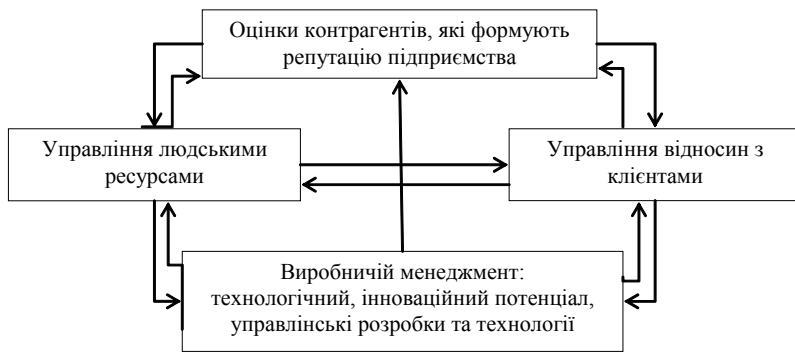 Оцінки контрагентів, які формують
репутацію підприємства
Управління людськими
ресурсами
Управління відносин з
клієнтами
Виробничій менеджмент:
технологічний, інноваційний потенціал,
управлінські розробки та технології